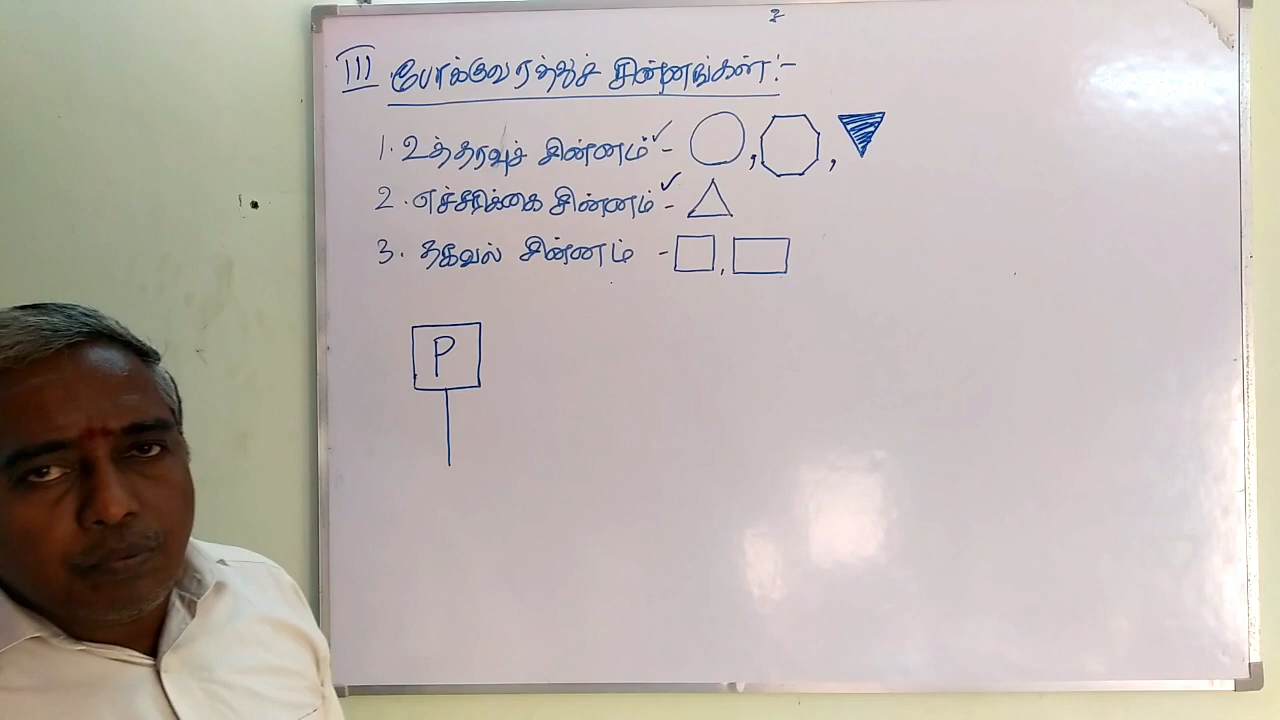 III போக்குவரத்துச் சின்னங்கள் :-
1. உத்தரவுச் சின்னம் ✓ -
2. எச்சரிக்கை சின்னம் ✓ -
3. தகவல் சின்னம் -
P